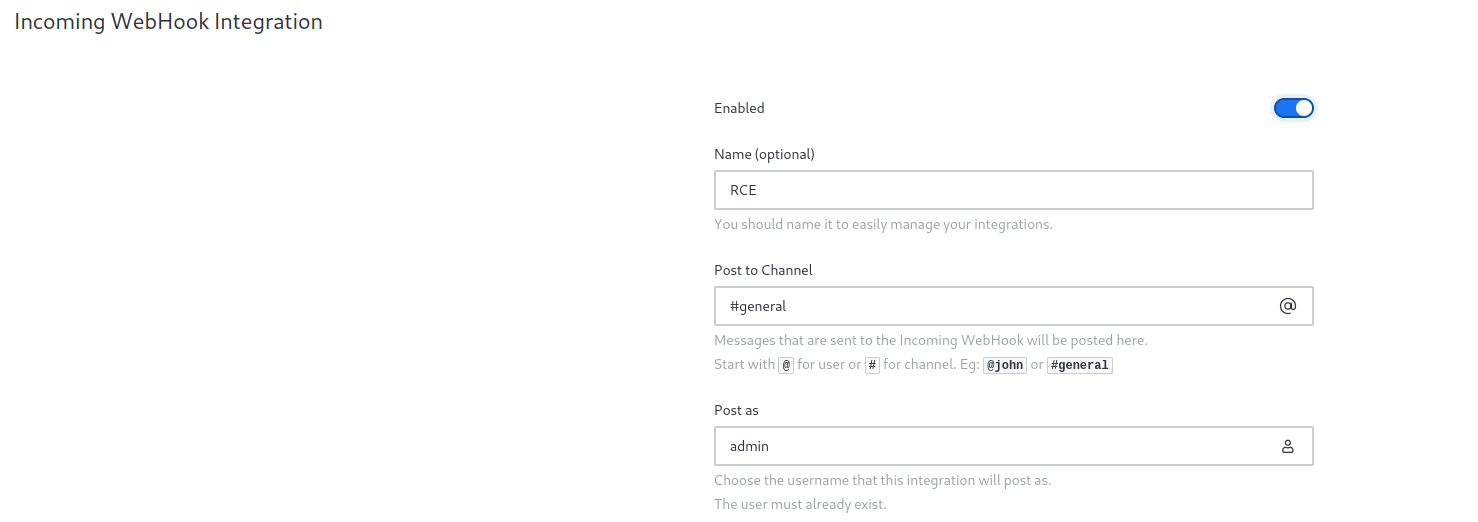 Incoming WebHook Integration
Enabled
Name (optional)
RCE
You should name it to easily manage your integrations.
Post to Channel
#general
Messages that are sent to the Incoming WebHook will be posted here.
Start with @ for user or # for channel. Eg: @john or #general
Post as
admin
Choose the username that this integration will post as.
The user must already exist.